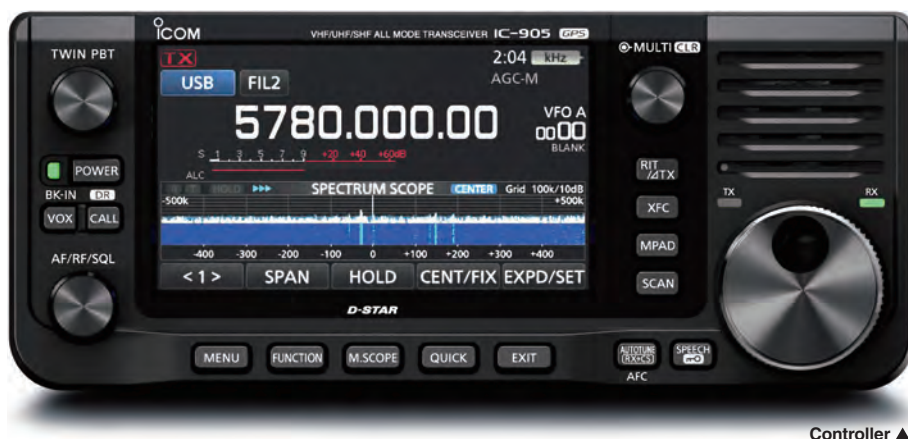 ICOM
VHF/UHF/SHF ALL MODE TRANSCEIVER IC-905 GPS
TWIN PBT
MULTI CLR
TX
2:04 kHz
USB FIL2
AGC-M
5780.000.00
VFO A
0000
BLANK
S 1 3 5 7 9 +20 +40 +60dB
ALC
HOLD SPECTRUM SCOPE CENTER Grid 100k/10dB
-500k +500k
-400 -300 -200 -100 0 +100 +200 +300 +400
<1> SPAN HOLD CENT/FIX EXPD/SET
D-STAR
POWER
BK-IN DR
VOX CALL
AF/RF/SQL
RIT
/⊿TX
TX RX
XFC
MPAD
SCAN
MENU FUNCTION M.SCOPE QUICK EXIT
AUTOTUNE
(RX→CS)
SPEECH
AFC
Controller ▲